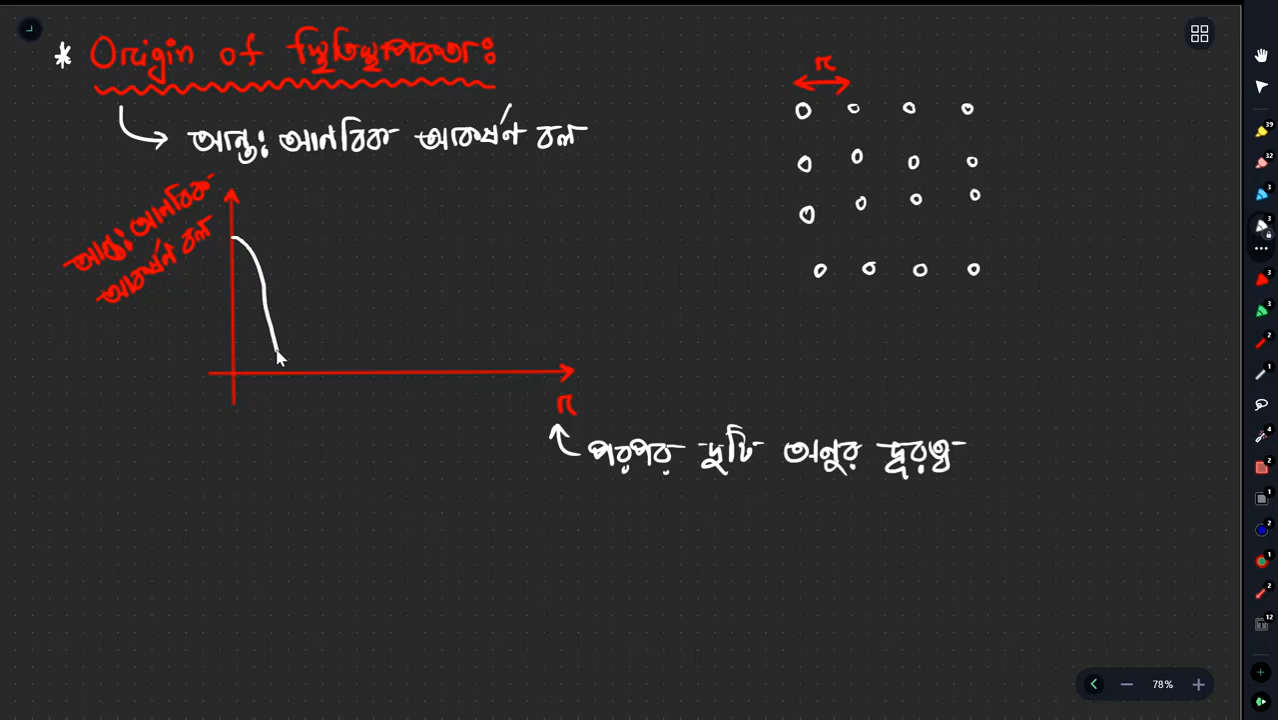 * Origin of স্থিতিস্থাপকতাঃ
r
আন্তঃ আনবিক আকর্ষণ বল
আন্তঃ আনবিক
আকর্ষণ বল
r
পরপর দুটি অনুর দূরত্ব
78%